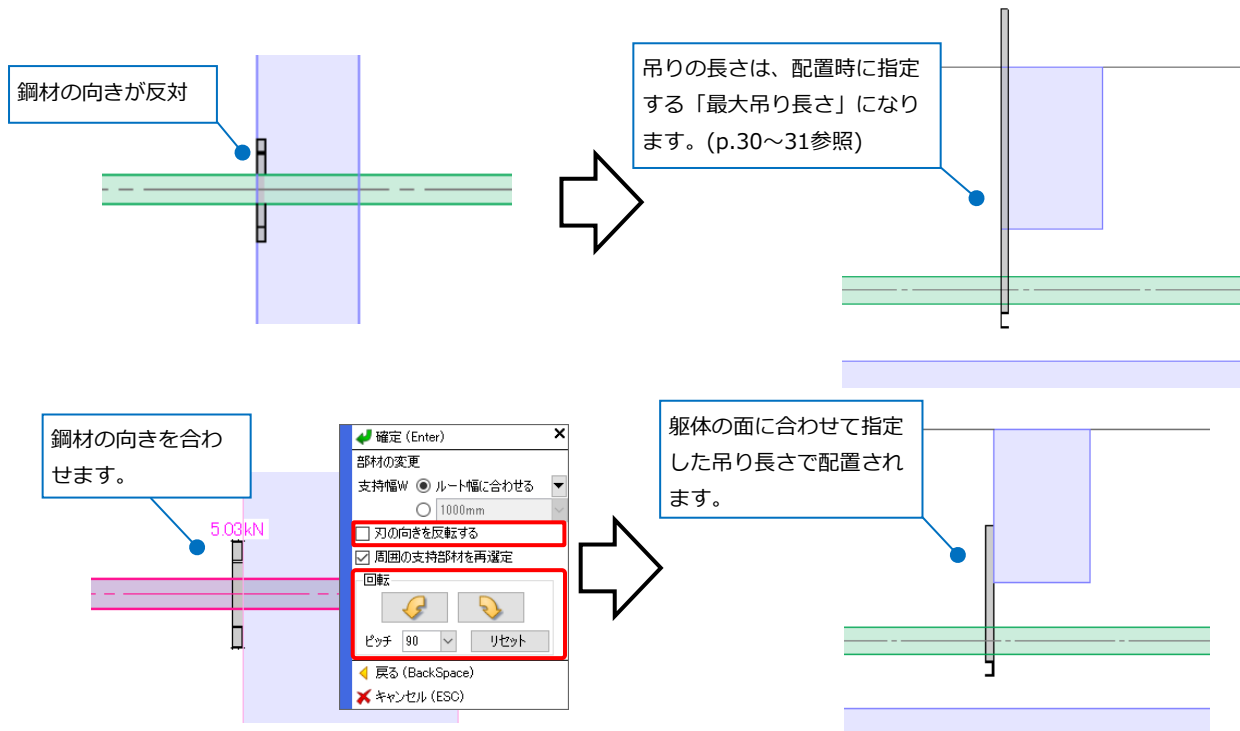 鋼材の向きが反対
吊りの長さは、配置時に指定
する「最大吊り長さ」になり
ます。(p.30～31参照)
鋼材の向きを合わ
せます。
5.03kN
確定 (Enter)
×
部材の変更
支持幅W ルート幅に合わせる
1000mm
刃の向きを反転する
周囲の支持部材を再選定
回転
ピッチ 90 リセット
戻る (BackSpace)
キャンセル (ESC)
躯体の面に合わせて指定
した吊り長さで配置され
ます。